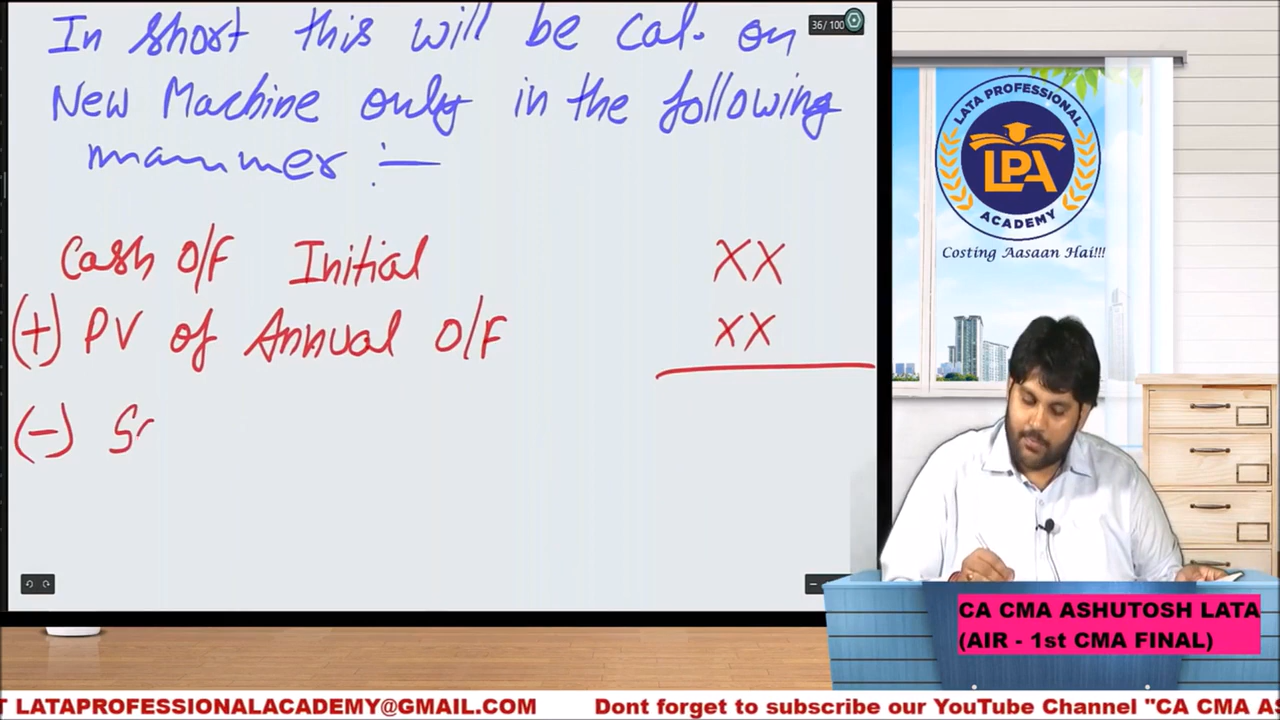 In short this will be cal. on
New Machine only in the following
manner :-
Cash O/F Initial XX
(+) PV of Annual O/F XX
(-)
36/100
LATA PROFESSIONAL
LPA
ACADEMY
Costing Aasaan Hai!!!
CA CMA ASHUTOSH LATA
(AIR - 1st CMA FINAL)
LATAPROFESSIONALACADEMY@GMAIL.COM Dont forget to subscribe our YouTube Channel "CA CMA